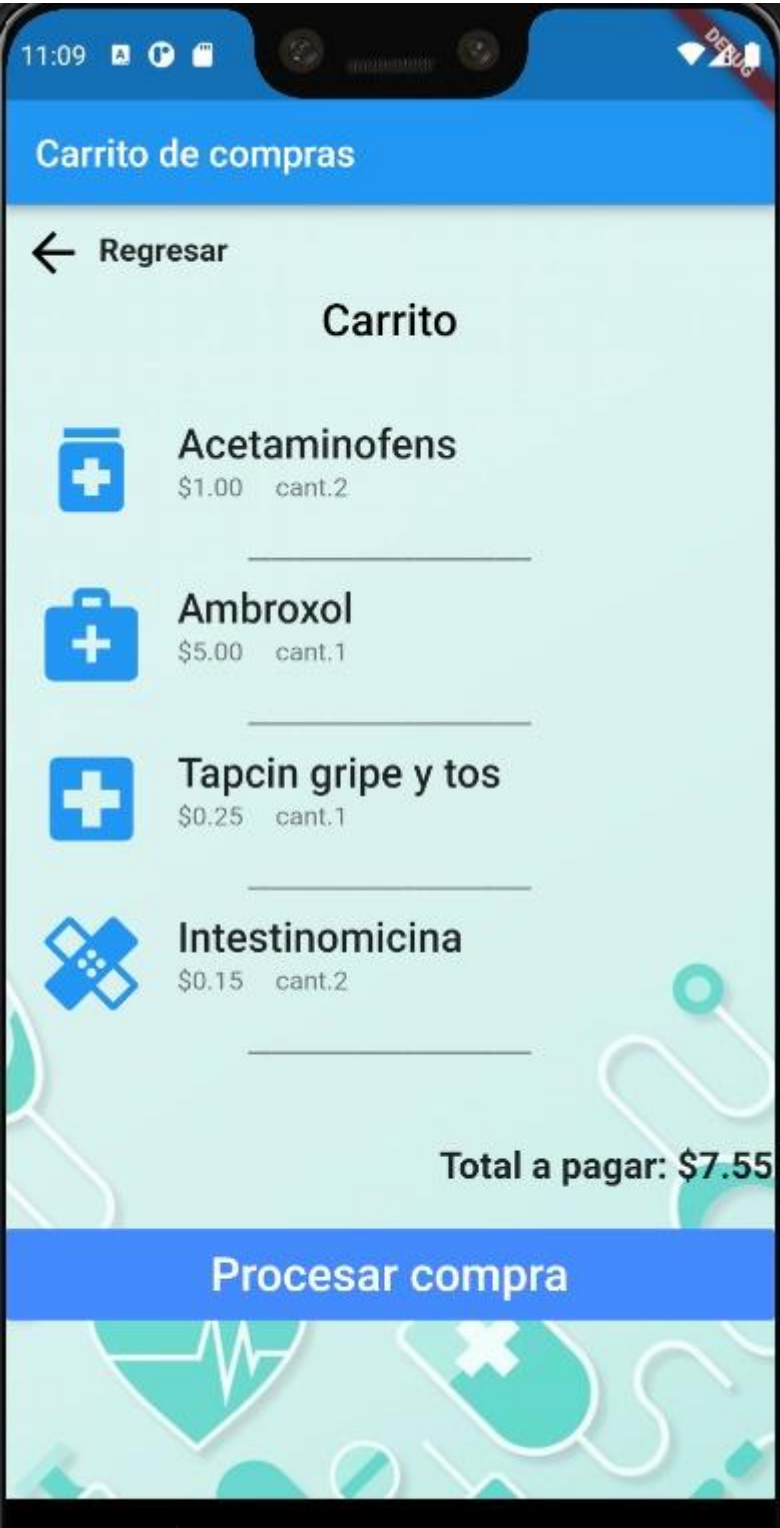 11:09
DEBUG
Carrito de compras
Regresar
Carrito
Acetaminofens
$1.00 cant.2
Ambroxol
$5.00 cant.1
Tapcin gripe y tos
$0.25 cant.1
Intestinomicina
$0.15 cant.2
Total a pagar: $7.55
Procesar compra